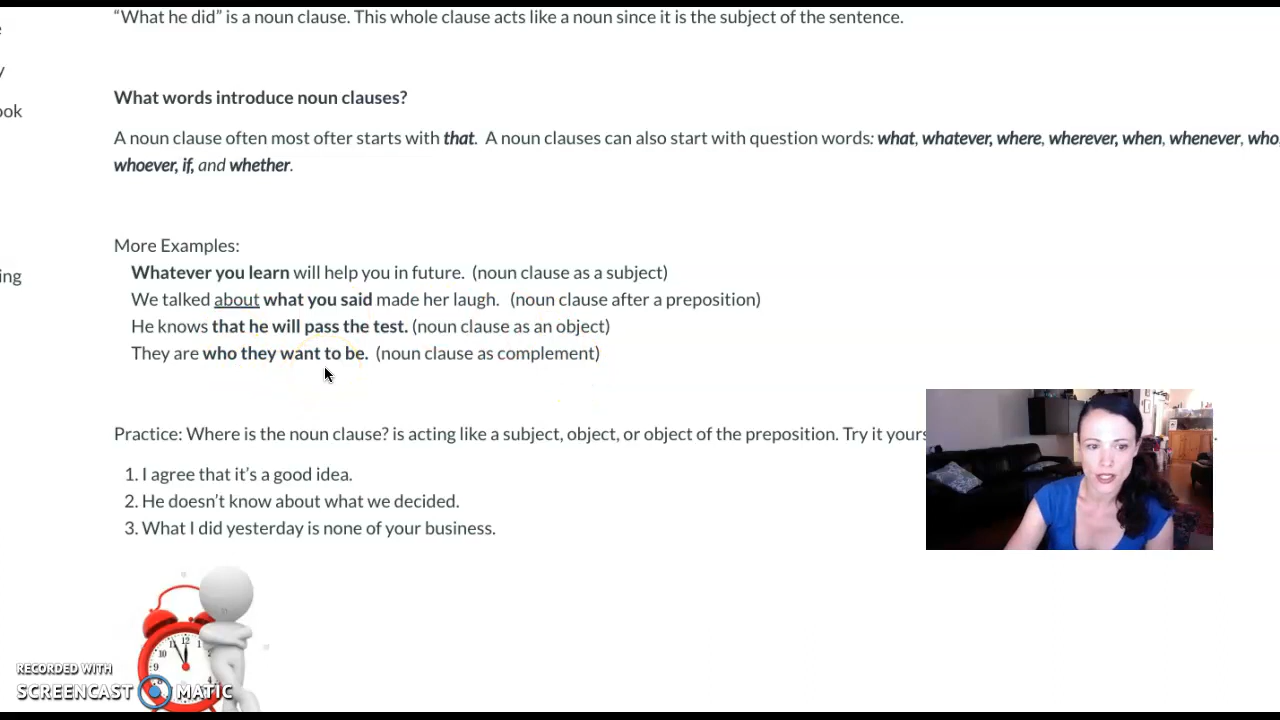 “What he did” is a noun clause. This whole clause acts like a noun since it is the subject of the sentence.
What words introduce noun clauses?
A noun clause often most ofter starts with that. A noun clauses can also start with question words: what, whatever, where, wherever, when, whenever, who,
whoever, if, and whether.
More Examples:
Whatever you learn will help you in future. (noun clause as a subject)
We talked about what you said made her laugh. (noun clause after a preposition)
He knows that he will pass the test. (noun clause as an object)
They are who they want to be. (noun clause as complement)
Practice: Where is the noun clause? is acting like a subject, object, or object of the preposition. Try it yours
1. I agree that it’s a good idea.
2. He doesn’t know about what we decided.
3. What I did yesterday is none of your business.
RECORDED WITH
SCREENCAST MATIC